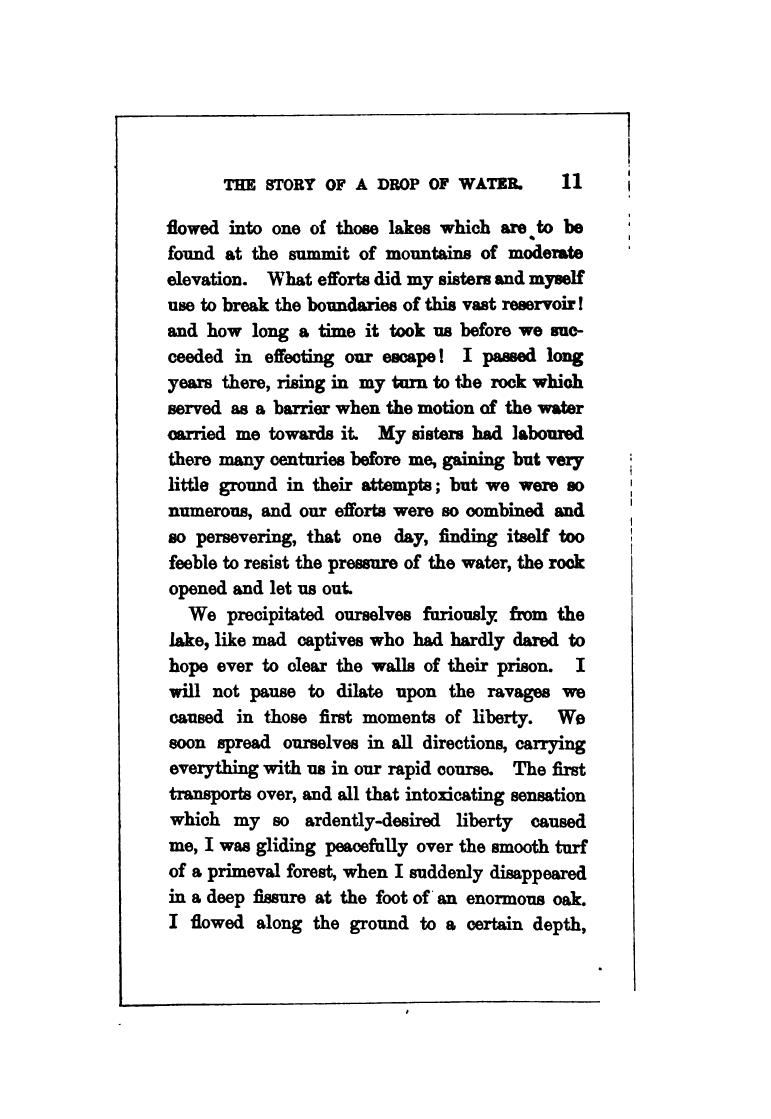 THE STORY OF A DROP OF WATER. 11
flowed into one of those lakes which are to be
found at the summit of mountains of moderate
elevation. What efforts did my sisters and myself
use to break the boundaries of this vast reservoir!
and how long a time it took us before we suc-
ceeded in effecting our escape! I passed long
years there, rising in my turn to the rock which
served as a barrier when the motion of the water
carried me towards it. My sisters had laboured
there many centuries before me, gaining but very
little ground in their attempts; but we were so
numerous, and our efforts were so combined and
so persevering, that one day, finding itself too
feeble to resist the pressure of the water, the rock
opened and let us out.
We precipitated ourselves furiously from the
lake, like mad captives who had hardly dared to
hope ever to clear the walls of their prison. I
will not pause to dilate upon the ravages we
caused in those first moments of liberty. We
soon spread ourselves in all directions, carrying
everything with us in our rapid course. The first
transports over, and all that intoxicating sensation
which my so ardently-desired liberty caused
me, I was gliding peacefully over the smooth turf
of a primeval forest, when I suddenly disappeared
in a deep fissure at the foot of an enormous oak.
I flowed along the ground to a certain depth,